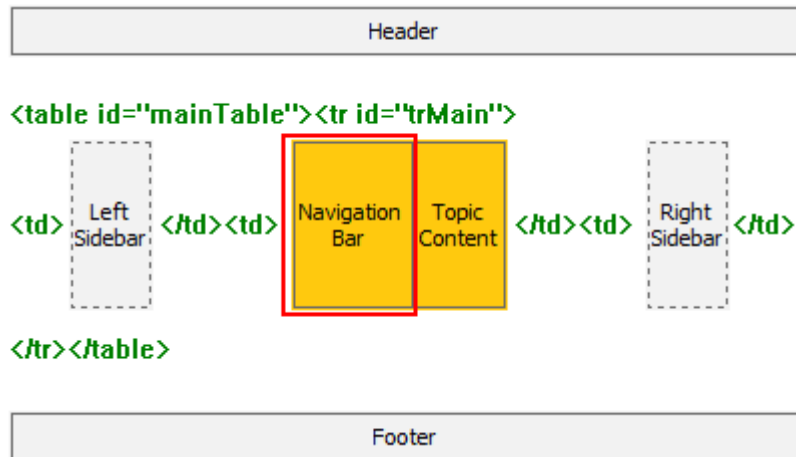 Header
<table id="mainTable"><tr id="trMain">
<td> Left Sidebar </td><td> Navigation Bar Topic Content </td><td> Right Sidebar </td>
</tr></table>
Footer